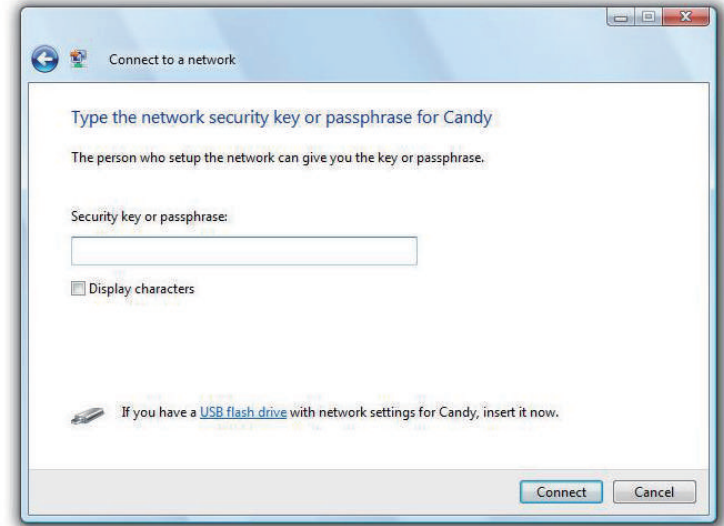 Connect to a network
Type the network security key or passphrase for Candy
The person who setup the network can give you the key or passphrase.
Security key or passphrase:
Display characters
If you have a USB flash drive with network settings for Candy, insert it now.
Connect Cancel